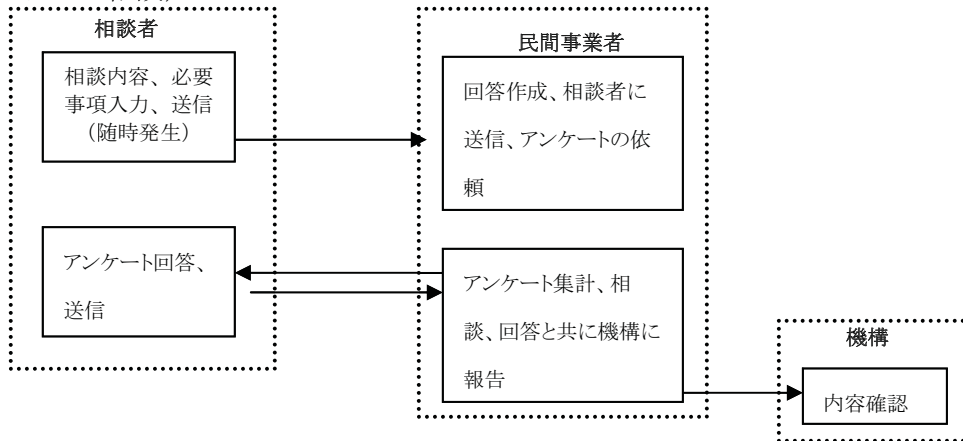 相談者
相談内容、必要
事項入力、送信
（随時発生）
アンケート回答、
送信
民間事業者
回答作成、相談者に
送信、アンケートの依
頼
アンケート集計、相
談、回答と共に機構に
報告
機構
内容確認